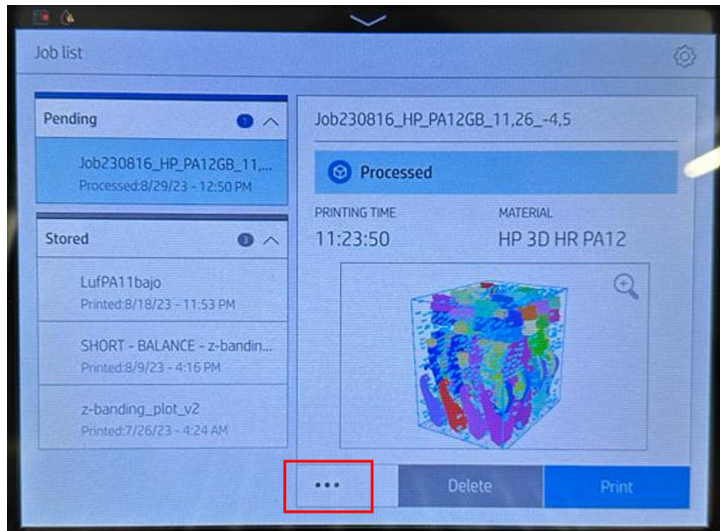 Job list
Pending 1
Job230816_HP_PA12GB_11,...
Processed:8/29/23 - 12:50 PM
Stored 3
LufPA11bajo
Printed:8/18/23 - 11:53 PM
SHORT - BALANCE - z-bandin...
Printed:8/9/23 - 4:16 PM
z-banding_plot_v2
Printed:7/26/23 - 4:24 AM
Job230816_HP_PA12GB_11,26_-4,5
Processed
PRINTING TIME
MATERIAL
11:23:50
HP 3D HR PA12
•••
Delete
Print